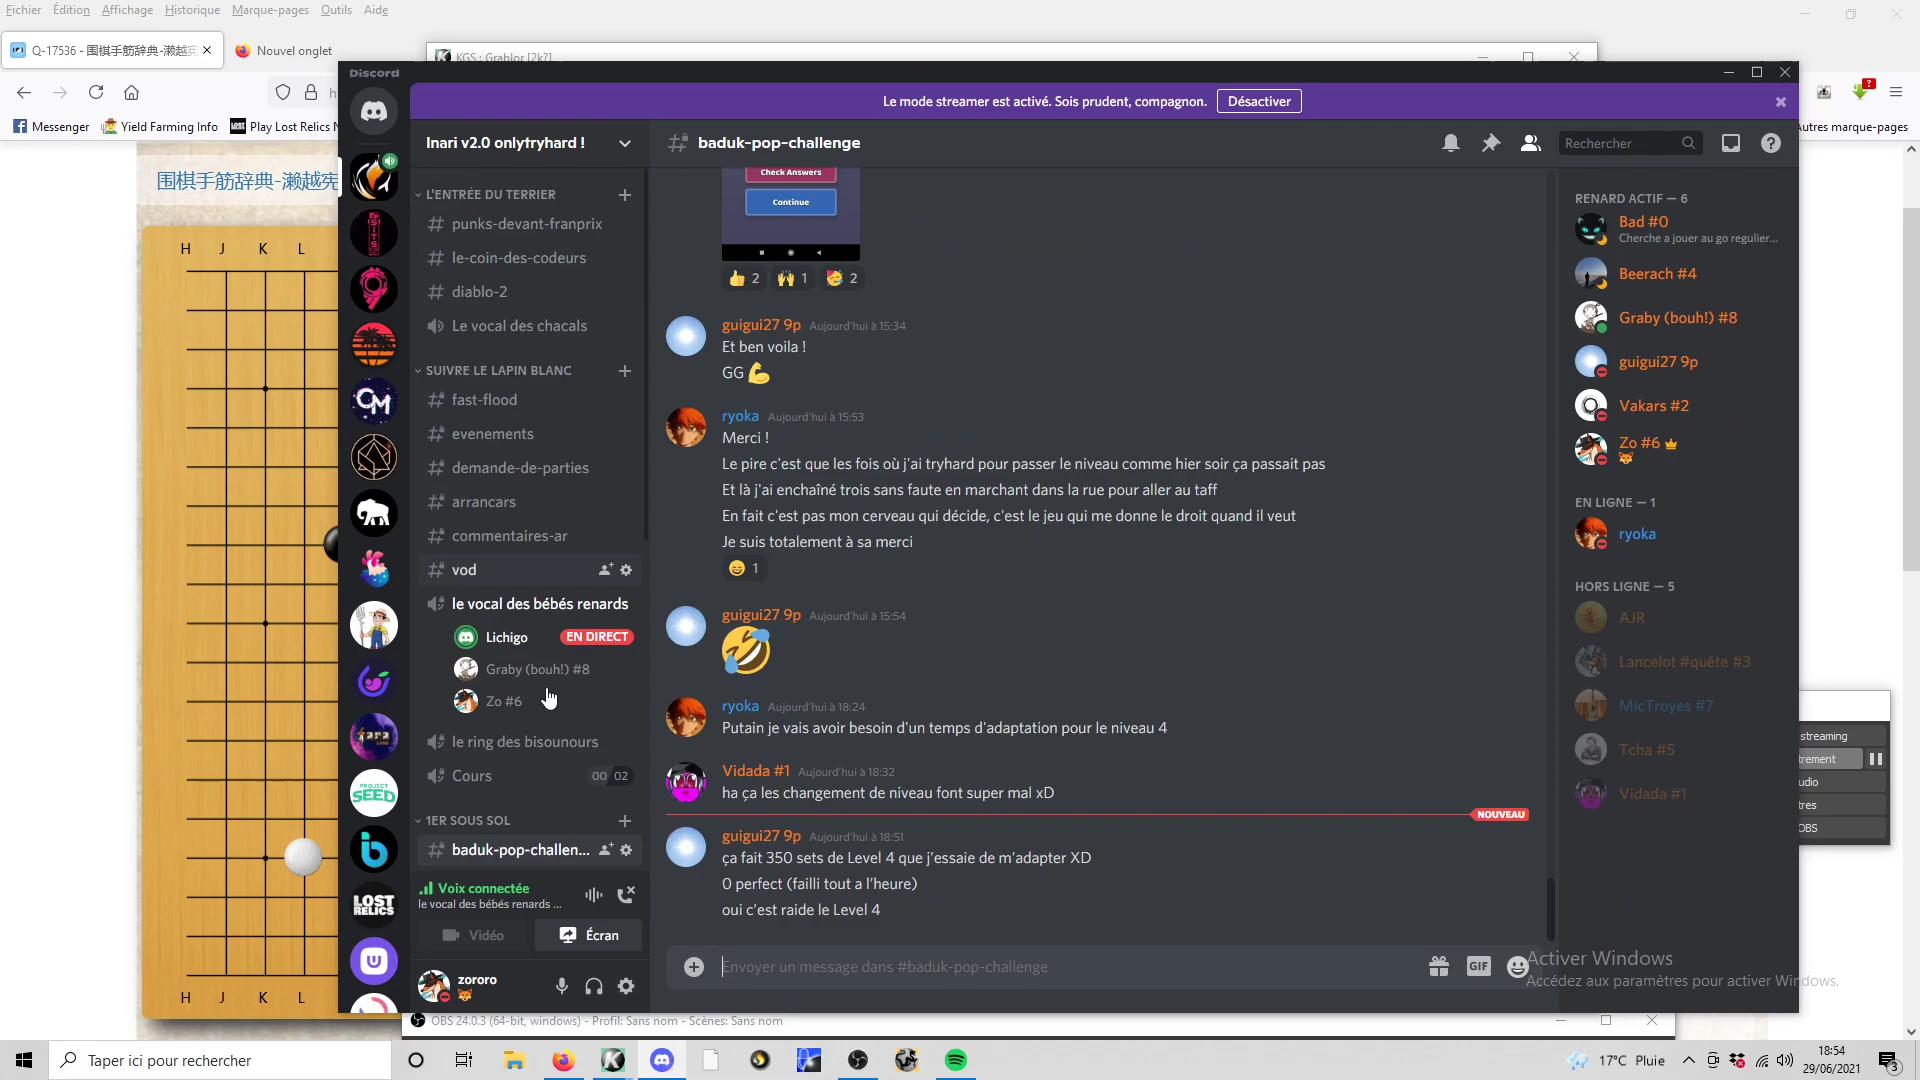 Fichier Édition Affichage Historique Marque-pages Outils Aide
Q-17536 - 围棋手筋辞典-濑越宪
Nouvel onglet
KGS : Grablor [2k?]
Messenger
Yield Farming Info
Play Lost Relics
Autres marque-pages
围棋手筋辞典-濑越宪
H J K L
H J K L
Discord
Le mode streamer est activé. Sois prudent, compagnon.
Désactiver
Inari v2.0 onlytryhard !
baduk-pop-challenge
Rechercher
L'ENTRÉE DU TERRIER
punks-devant-franprix
le-coin-des-codeurs
diablo-2
Le vocal des chacals
SUIVRE LE LAPIN BLANC
fast-flood
evenements
demande-de-parties
arrancars
commentaires-ar
vod
le vocal des bébés renards
Lichigo
EN DIRECT
Graby (bouh!) #8
Zo #6
le ring des bisounours
Cours
00 02
1ER SOUS SOL
baduk-pop-challen...
Voix connectée
le vocal des bébés renards ...
Vidéo
Écran
zororo
Check Answers
Continue
2
1
2
guigui27 9p Aujourd'hui à 15:34
Et ben voila !
GG
ryoka Aujourd'hui à 15:53
Merci !
Le pire c'est que les fois où j'ai tryhard pour passer le niveau comme hier soir ça passait pas
Et là j'ai enchaîné trois sans faute en marchant dans la rue pour aller au taff
En fait c'est pas mon cerveau qui décide, c'est le jeu qui me donne le droit quand il veut
Je suis totalement à sa merci
1
guigui27 9p Aujourd'hui à 15:54
ryoka Aujourd'hui à 18:24
Putain je vais avoir besoin d'un temps d'adaptation pour le niveau 4
Vidada #1 Aujourd'hui à 18:32
ha ça les changement de niveau font super mal xD
NOUVEAU
guigui27 9p Aujourd'hui à 18:51
ça fait 350 sets de Level 4 que j'essaie de m'adapter XD
0 perfect (failli tout a l'heure)
oui c'est raide le Level 4
Envoyer un message dans #baduk-pop-challenge
GIF
RENARD ACTIF — 6
Bad #0
Cherche a jouer au go regulier...
Beerach #4
Graby (bouh!) #8
guigui27 9p
Vakars #2
Zo #6
EN LIGNE — 1
ryoka
HORS LIGNE — 5
AJR
Lancelot #quête #3
MicTroyes #7
Tcha #5
Vidada #1
streaming
trement
udio
tres
OBS
Activer Windows
Accédez aux paramètres pour activer Windows.
OBS 24.0.3 (64-bit, windows) - Profil: Sans nom - Scènes: Sans nom
CM
fara
LAND
PROJECT
SEED
LOST
RELICS
Taper ici pour rechercher
17°C Pluie
18:54
29/06/2021
3